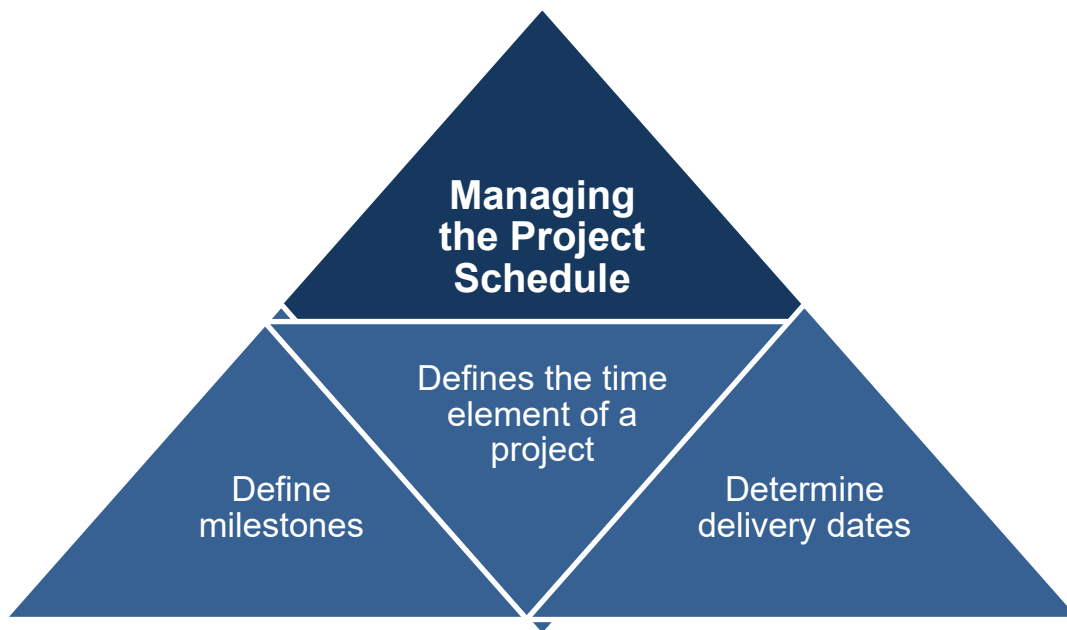 Managing
the Project
Schedule
Defines the time
element of a
project
Define
milestones
Determine
delivery dates